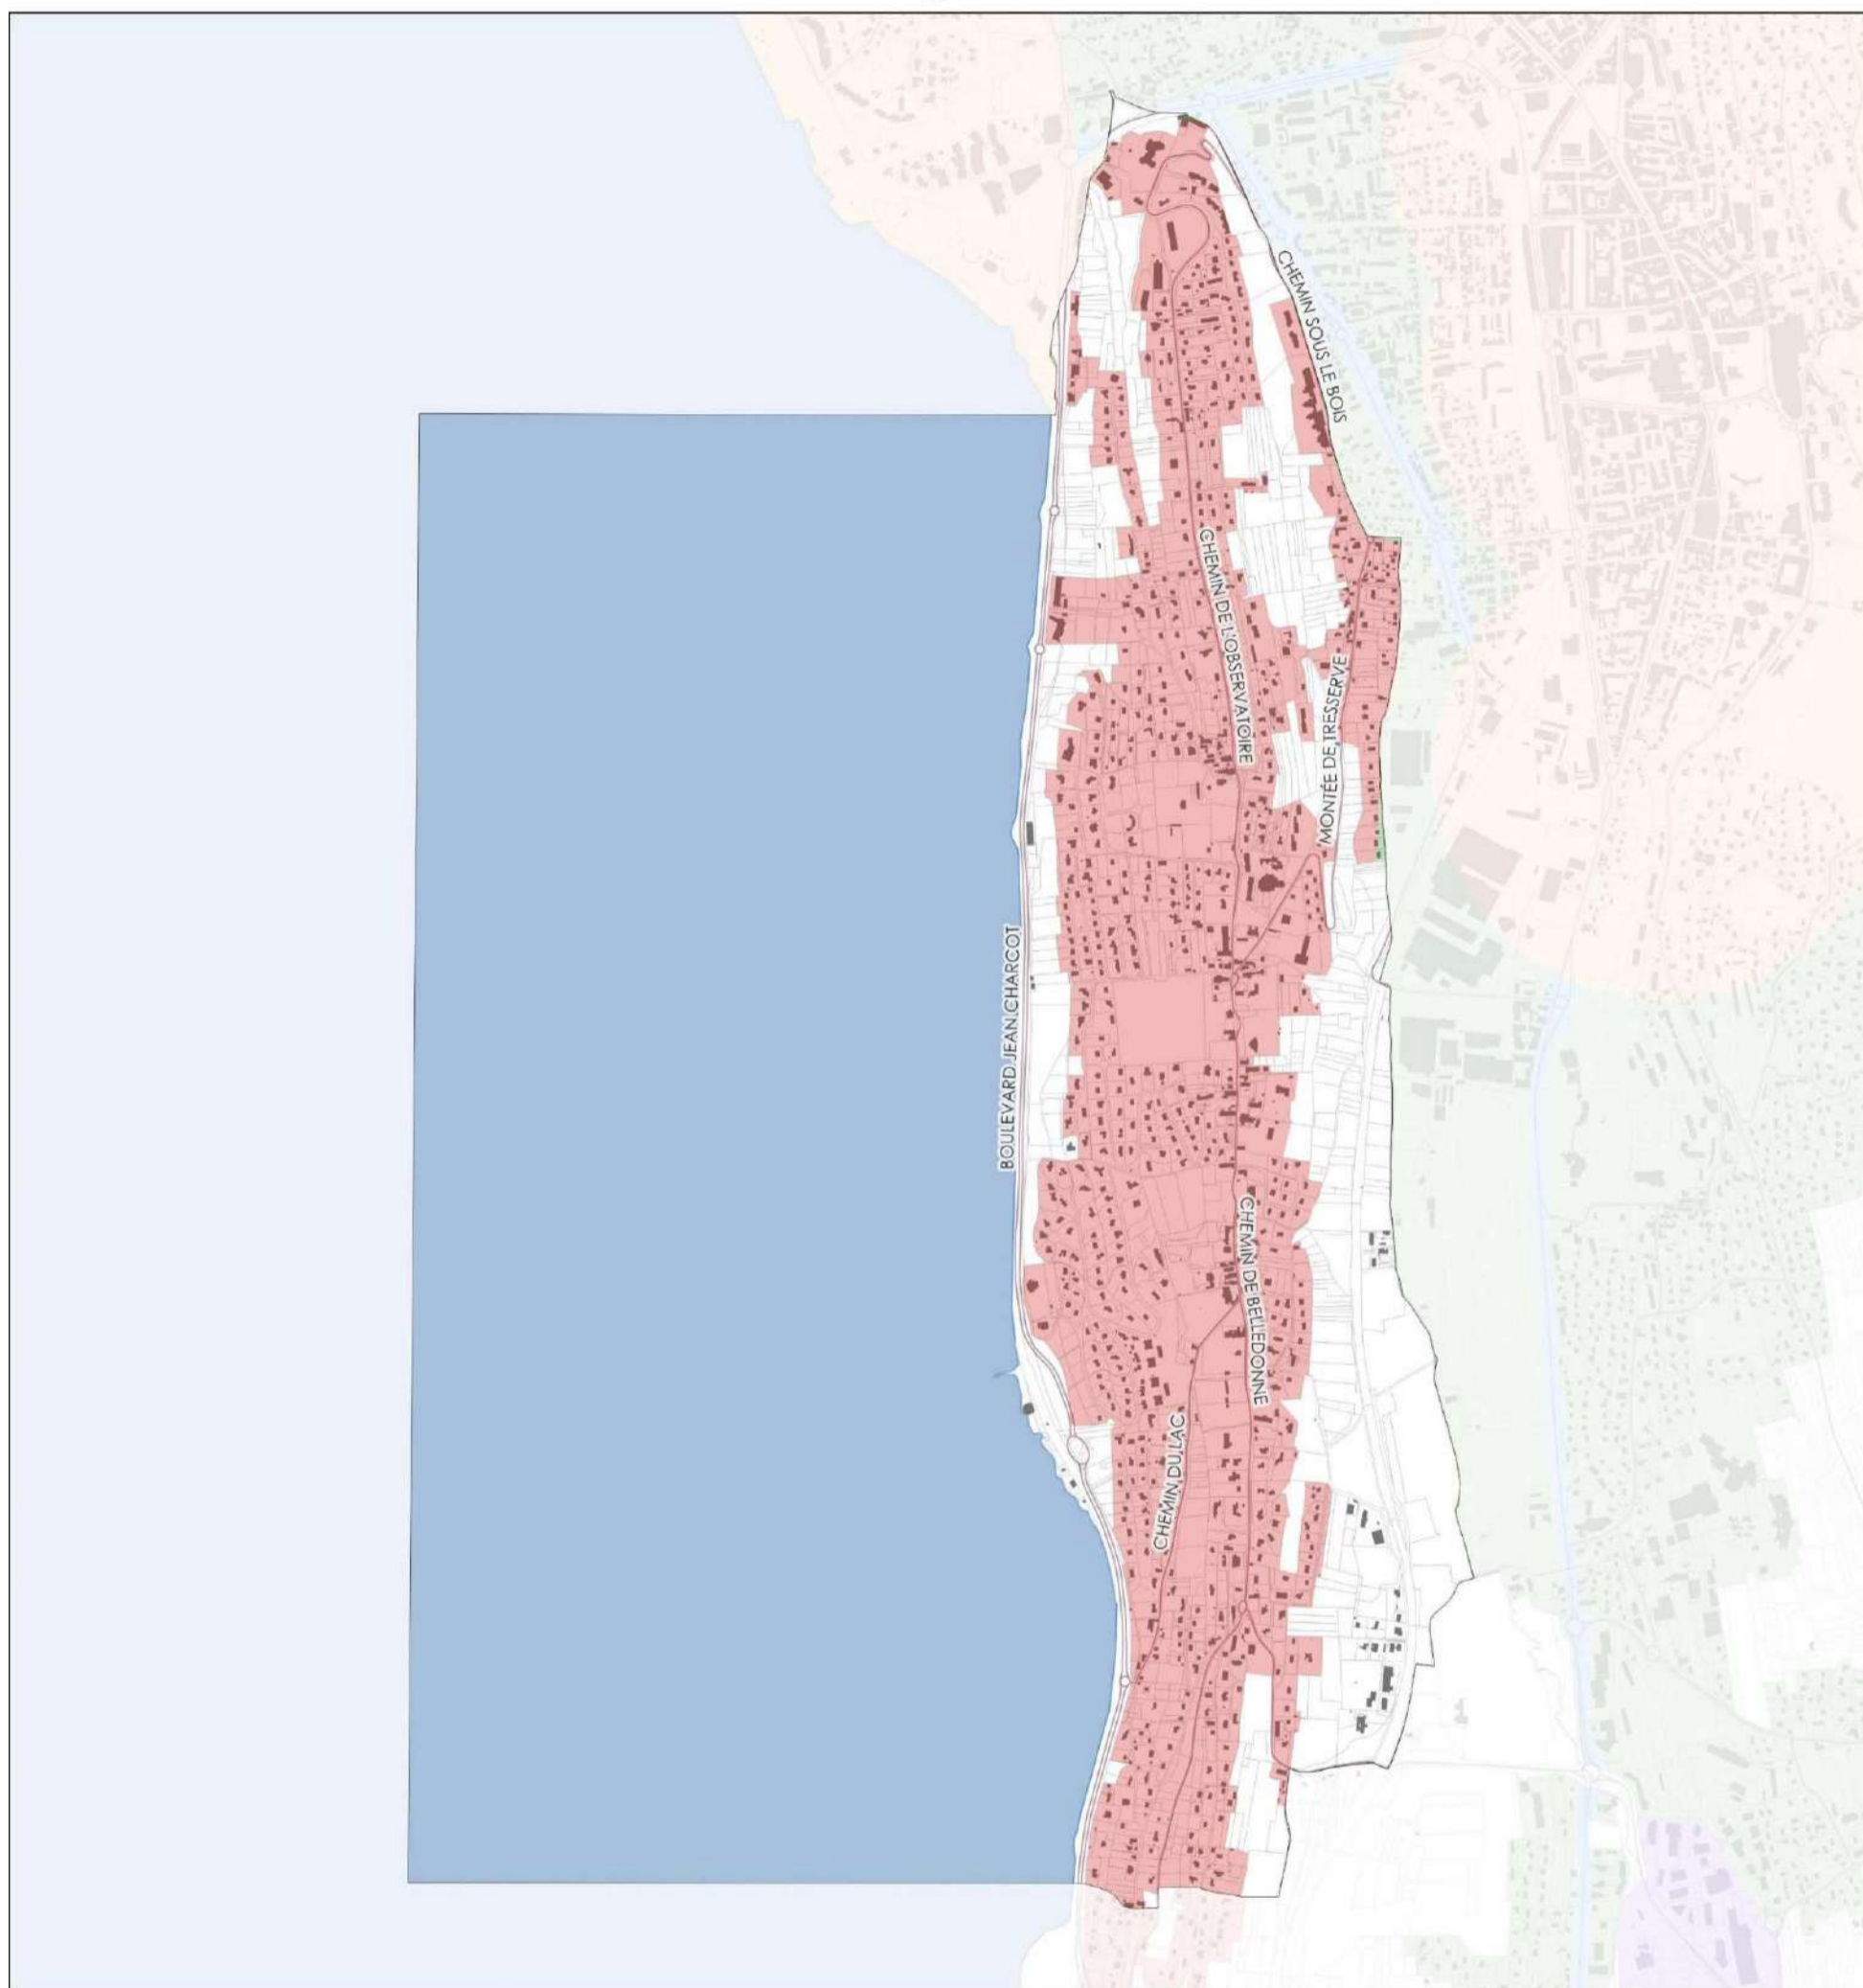 CHEMIN SOUS LE BOIS
CHEMIN DE L'OBSERVATOIRE
MONTÉE DE TRESSERVE
BOULEVARD JEAN CHARCOT
CHEMIN DE BELLEDONNE
CHEMIN DU LAC